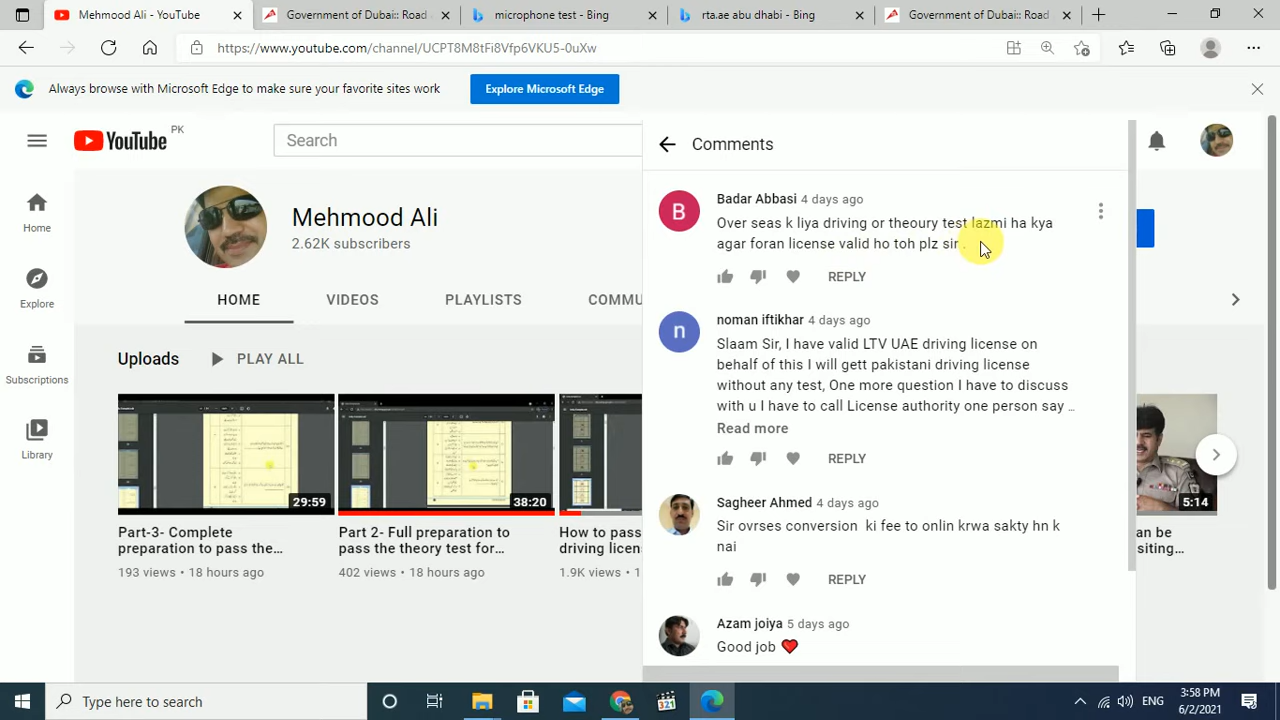 Mehmood Ali - YouTube
Government of Dubai:: Road
microphone test - Bing
rta.ae abu dhabi - Bing
Government of Dubai:: Road
https://www.youtube.com/channel/UCPT8M8tFi8Vfp6VKU5-0uXw
Always browse with Microsoft Edge to make sure your favorite sites work
Explore Microsoft Edge
YouTube PK
Search
Home
Explore
Subscriptions
Library
Mehmood Ali
2.62K subscribers
HOME
VIDEOS
PLAYLISTS
COMMU
Uploads
PLAY ALL
29:59
Part-3- Complete
preparation to pass the...
193 views • 18 hours ago
38:20
Part 2- Full preparation to
pass the theory test for...
402 views • 18 hours ago
How to pass
driving licen
1.9K views • 1
5:14
an be
siting...
Comments
B
Badar Abbasi 4 days ago
Over seas k liya driving or theoury test lazmi ha kya
agar foran license valid ho toh plz sir .
REPLY
n
noman iftikhar 4 days ago
Slaam Sir, I have valid LTV UAE driving license on
behalf of this I will gett pakistani driving license
without any test, One more question I have to discuss
with u I have to call License authority one person say ...
Read more
REPLY
Sagheer Ahmed 4 days ago
Sir ovrses conversion ki fee to onlin krwa sakty hn k
nai
REPLY
Azam joiya 5 days ago
Good job ❤️
Type here to search
321
ENG
3:58 PM
6/2/2021